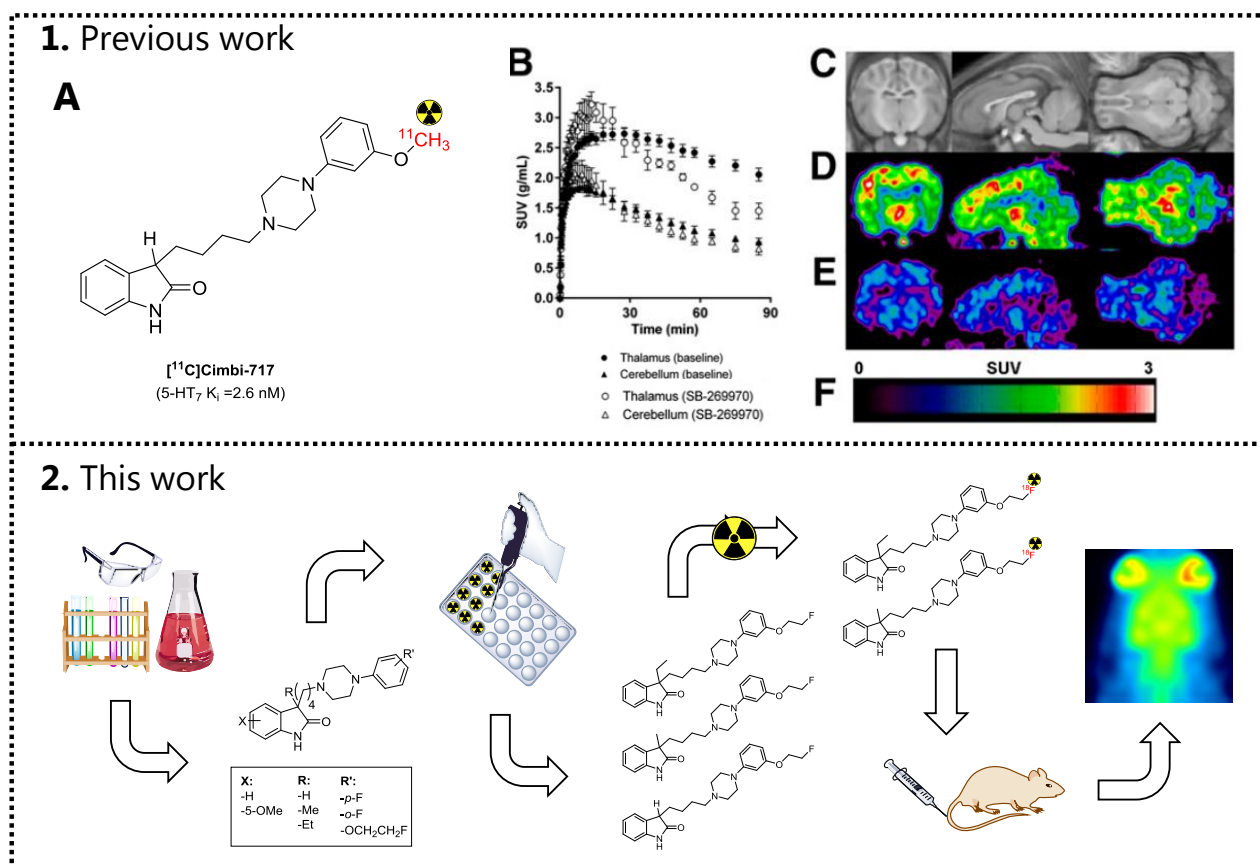 1. Previous work
A
¹¹CH₃
O
N
N
H
O
N
H
[¹¹C]Cimbi-717
(5-HT₇ Kᵢ =2.6 nM)
B
SUV (g/mL)
3.5
3.0
2.5
2.0
1.5
1.0
0.5
0.0
0
30
60
90
Time (min)
Thalamus (baseline)
Cerebellum (baseline)
Thalamus (SB-269970)
Cerebellum (SB-269970)
C
D
E
0 SUV 3
F
2. This work
R'
N
N
R
4
X
O
N
H
X: R: R':
-H -H -p-F
-5-OMe -Me -o-F
-Et -OCH₂CH₂F
F
O
N
N
O
N
H
F
O
N
N
O
N
H
F
O
N
N
H
O
N
H
¹⁸F
O
N
N
O
N
H
¹⁸F
O
N
N
O
N
H